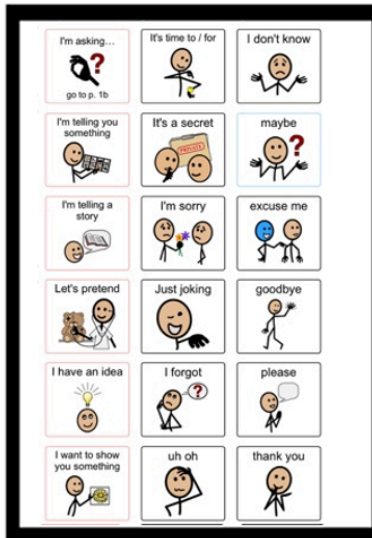 I'm asking...
?
go to p. 1b
It's time to / for
I don't know
I'm telling you
something
It's a secret
PRIVATE
maybe
?
I'm telling a
story
I'm sorry
excuse me
Let's pretend
Just joking
goodbye
I have an idea
I forgot
?
please
I want to show
you something
uh oh
thank you